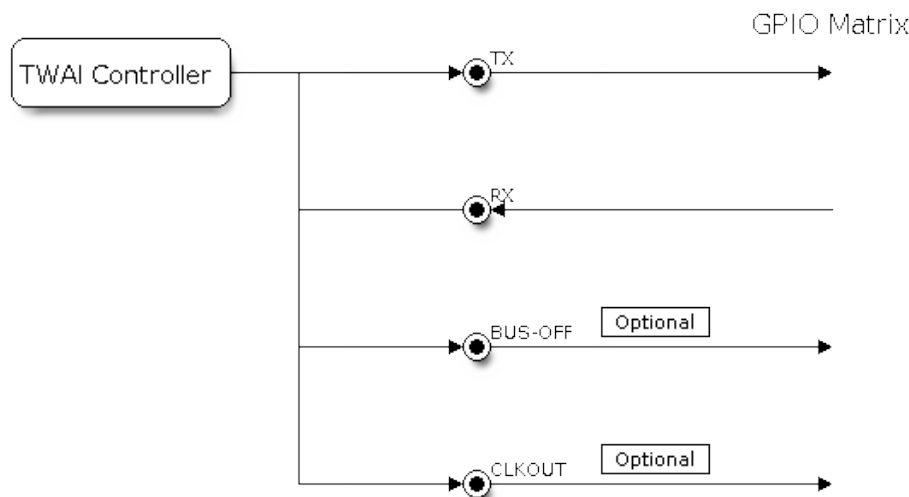 GPIO Matrix
TWAI Controller
TX
RX
BUS-OFF
Optional
CLKOUT
Optional